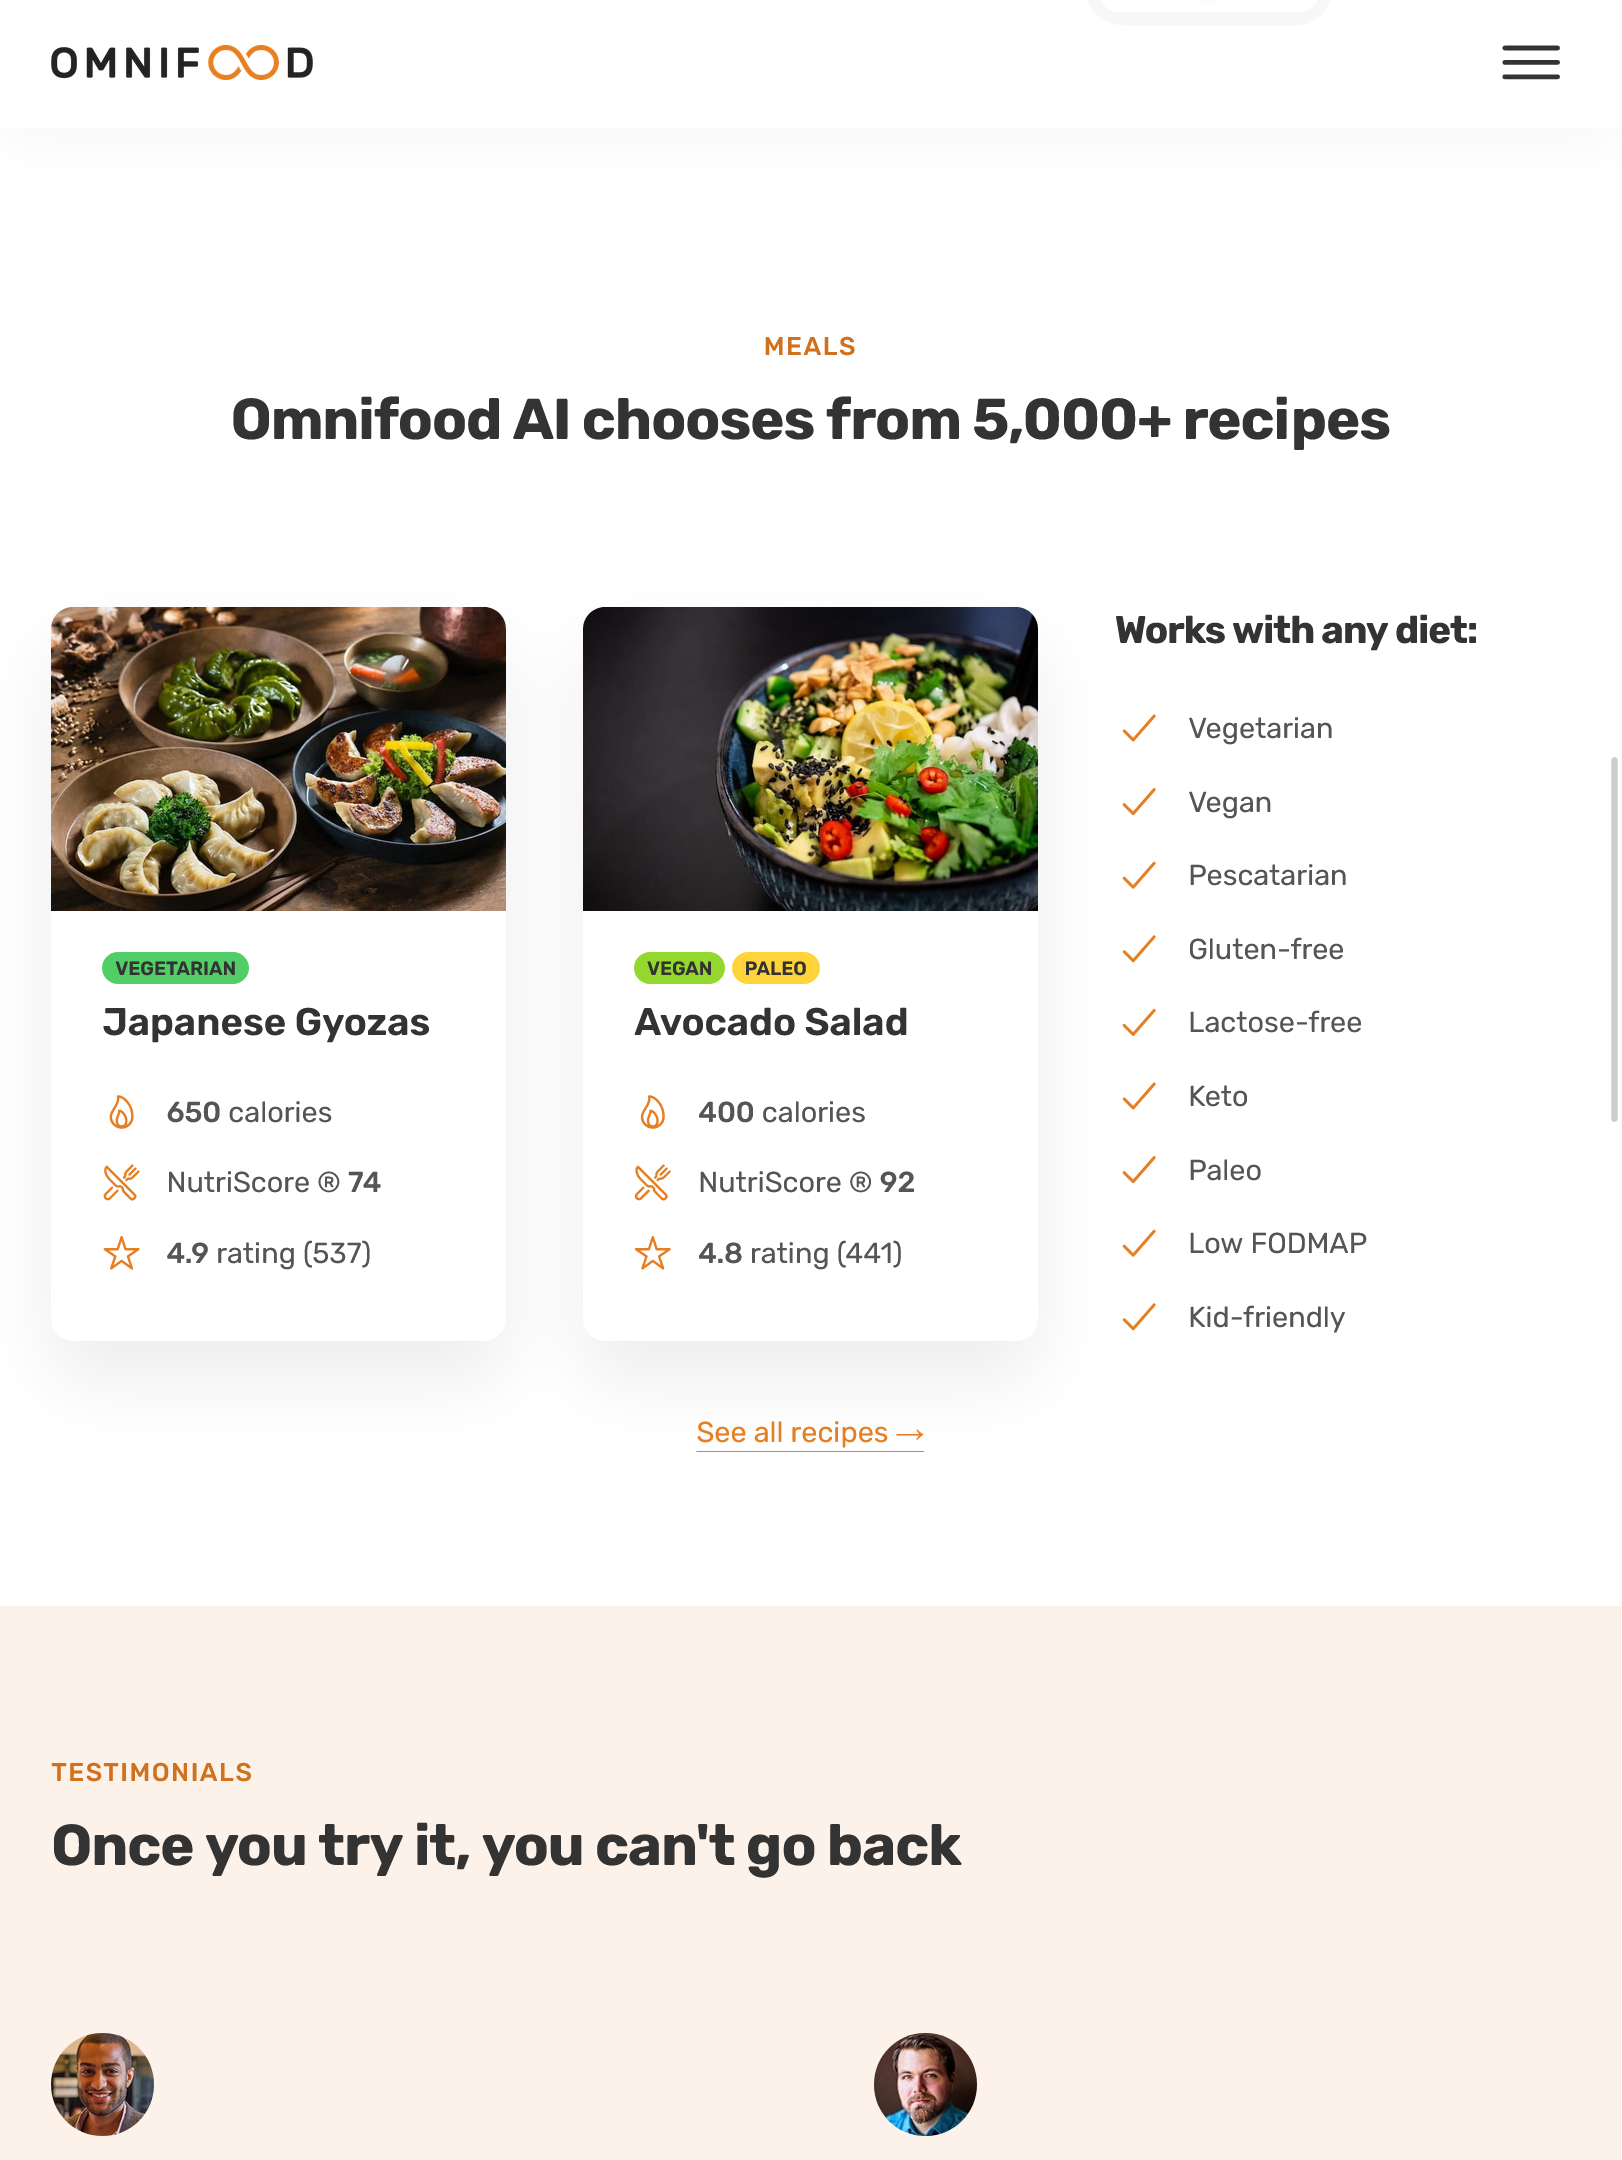 OMNIFOOD
MEALS
Omnifood AI chooses from 5,000+ recipes
VEGETARIAN
Japanese Gyozas
650 calories
NutriScore ® 74
4.9 rating (537)
VEGAN PALEO
Avocado Salad
400 calories
NutriScore ® 92
4.8 rating (441)
Works with any diet:
Vegetarian
Vegan
Pescatarian
Gluten-free
Lactose-free
Keto
Paleo
Low FODMAP
Kid-friendly
See all recipes →
TESTIMONIALS
Once you try it, you can't go back